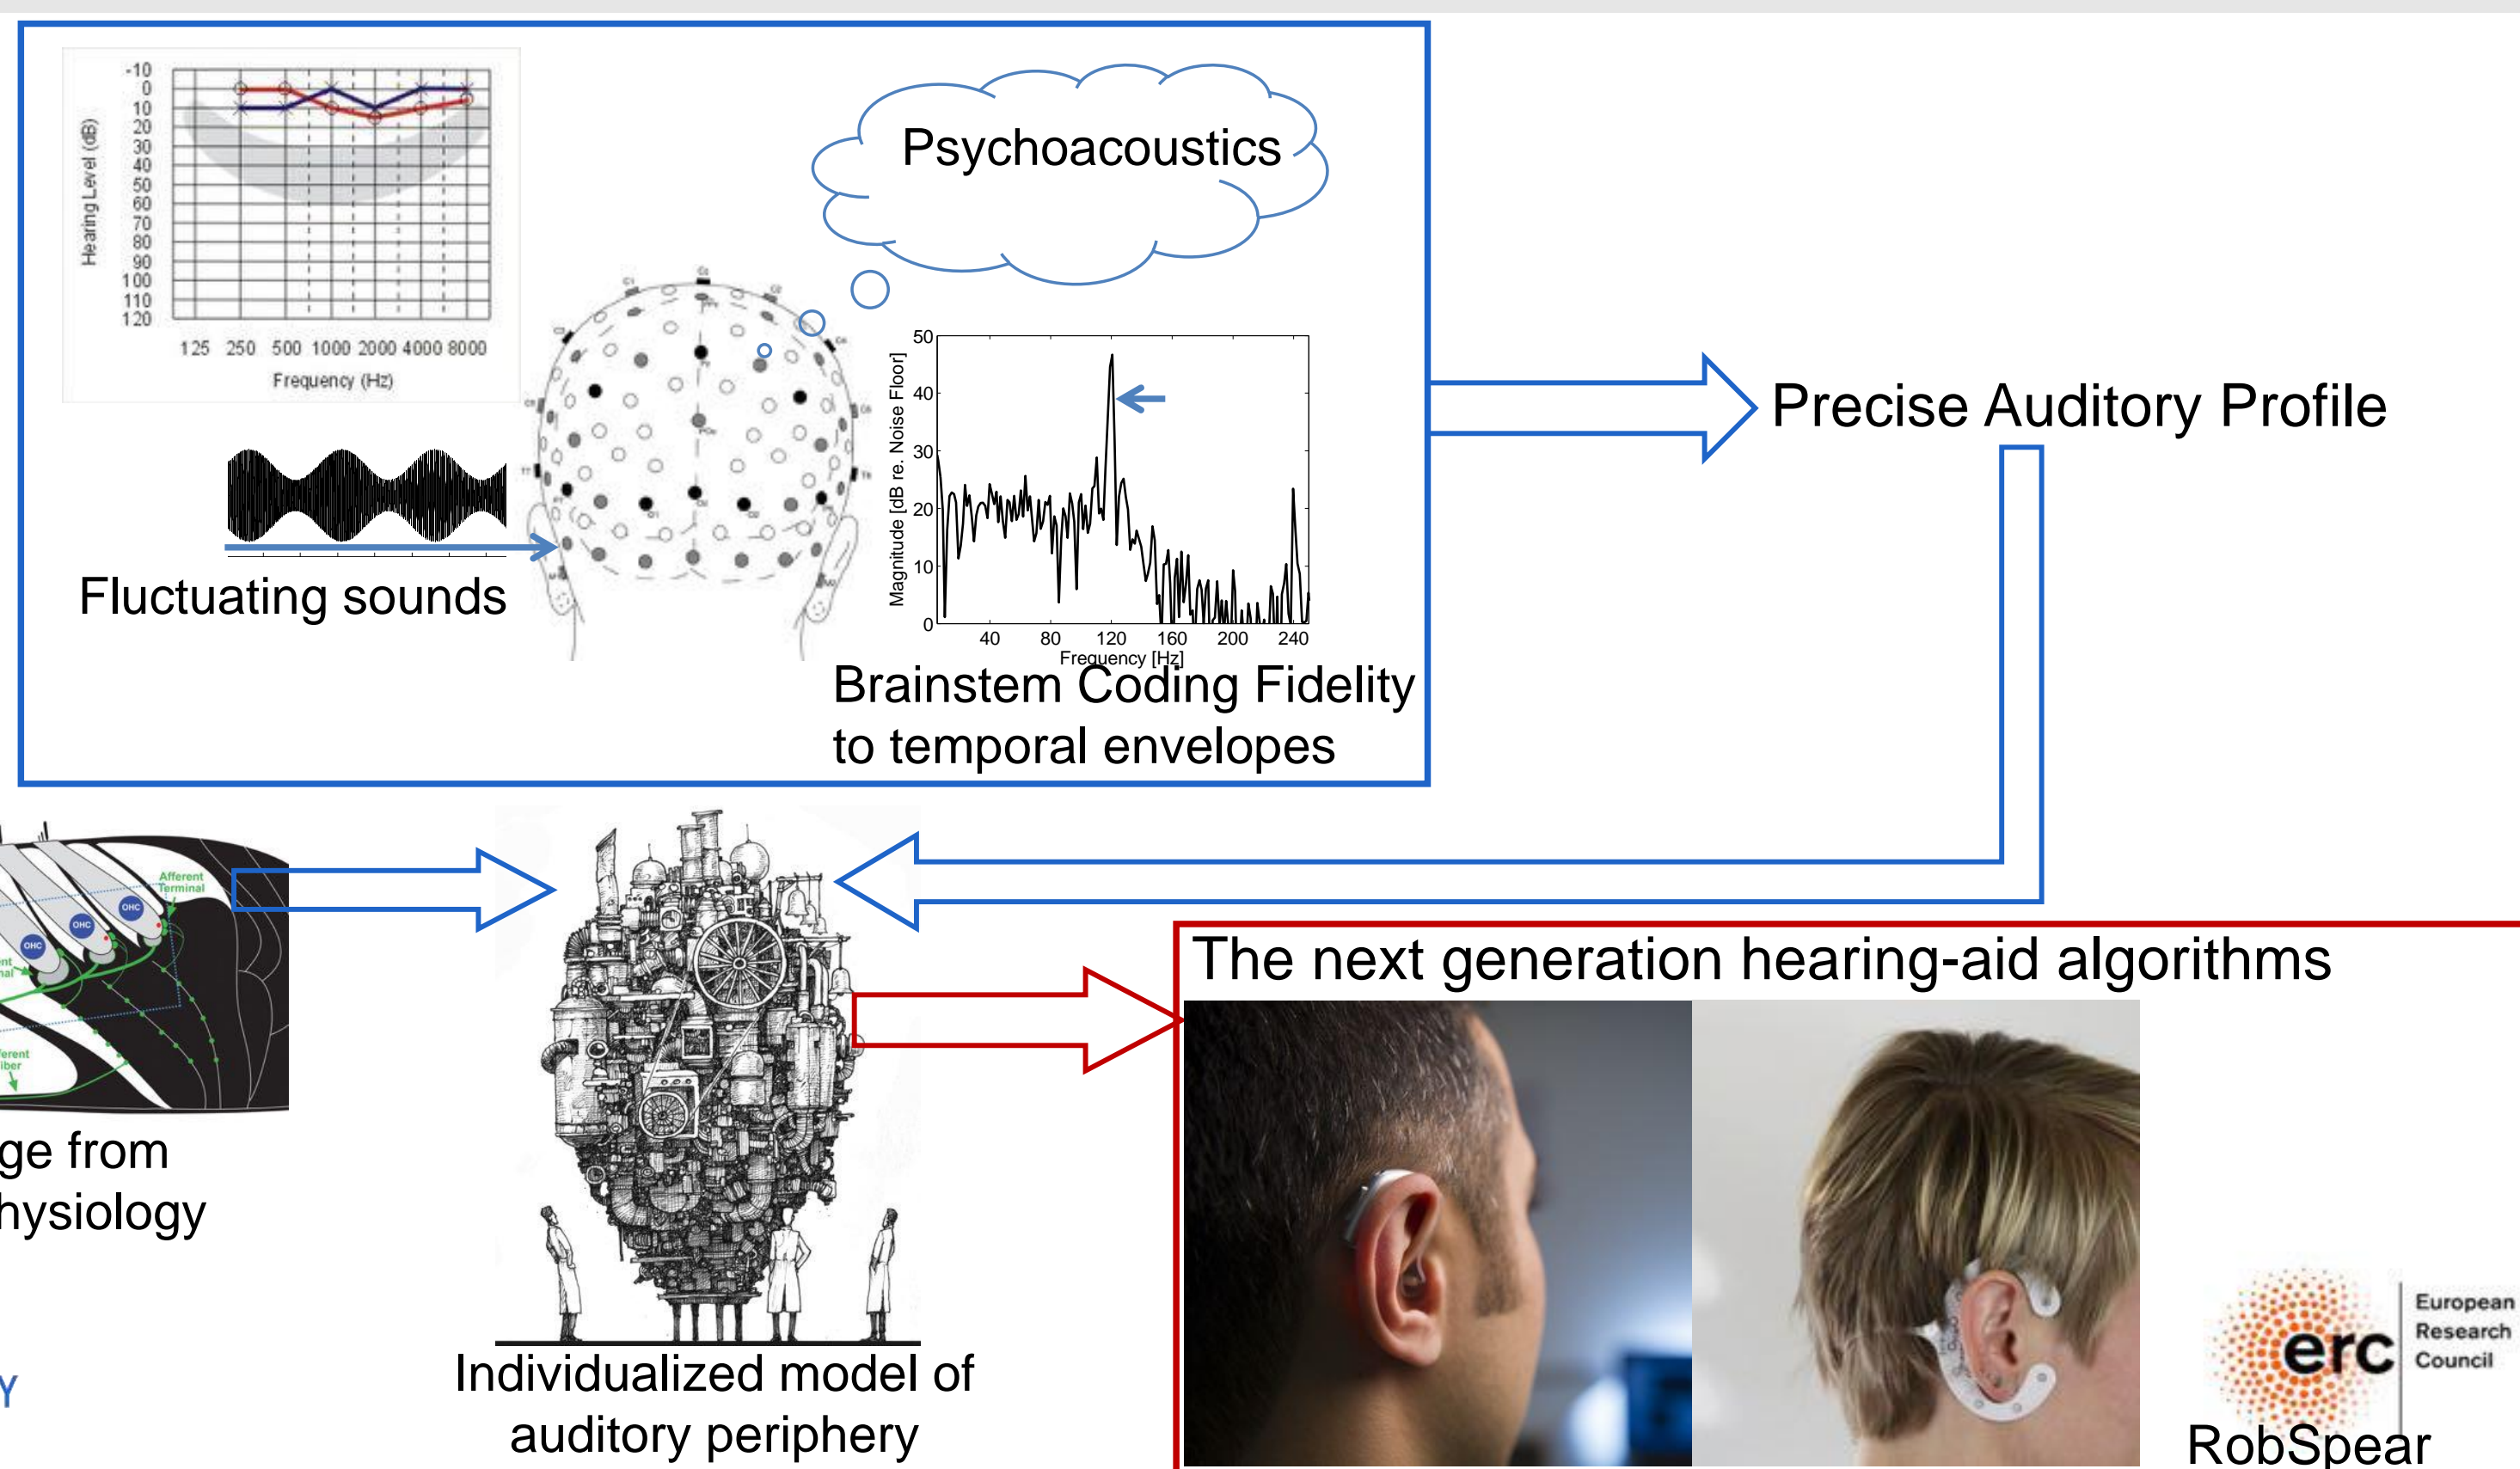 -10
0
10
20
30
40
50
60
70
80
90
100
110
120
Hearing Level (dB)
125 250 500 1000 2000 4000 8000
Frequency (Hz)
Psychoacoustics
Fluctuating sounds
50
40
30
20
10
0
Magnitude [dB re. Noise Floor]
40 80 120 160 200 240
Frequency [Hz]
Brainstem Coding Fidelity
to temporal envelopes
Precise Auditory Profile
Afferent
Terminal
OHC
OHC
OHC
ge from
hysiology
Y
Individualized model of
auditory periphery
The next generation hearing-aid algorithms
erc
European
Research
Council
RobSpear